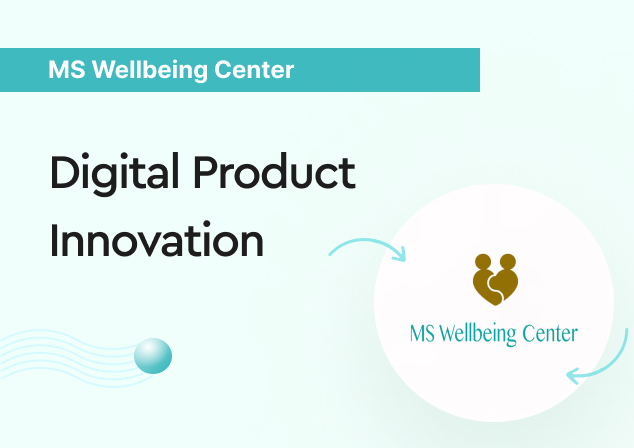 MS Wellbeing Center
Digital Product
Innovation
MS Wellbeing Center